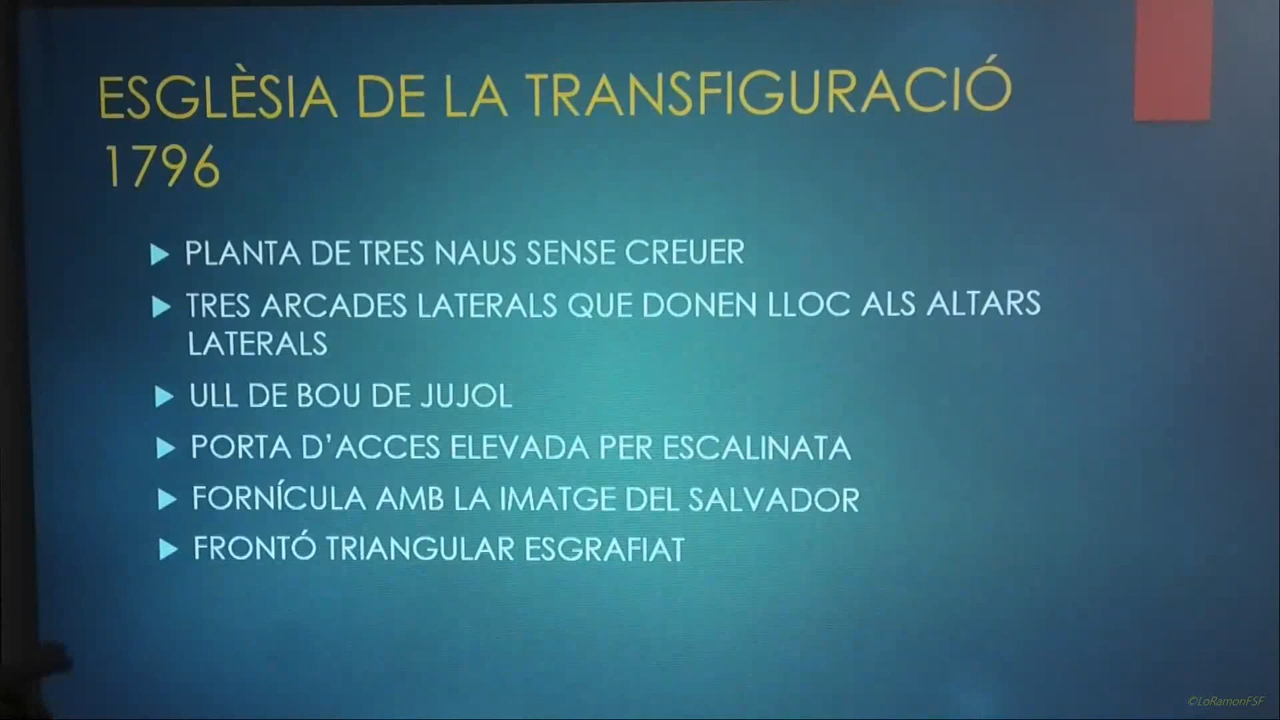 ESGLÈSIA DE LA TRANSFIGURACIÓ
1796
PLANTA DE TRES NAUS SENSE CREUER
TRES ARCADES LATERALS QUE DONEN LLOC ALS ALTARS
LATERALS
ULL DE BOU DE JUJOL
PORTA D'ACCES ELEVADA PER ESCALINATA
FORNÍCULA AMB LA IMATGE DEL SALVADOR
FRONTÓ TRIANGULAR ESGRAFIAT
©LoRamonFSF